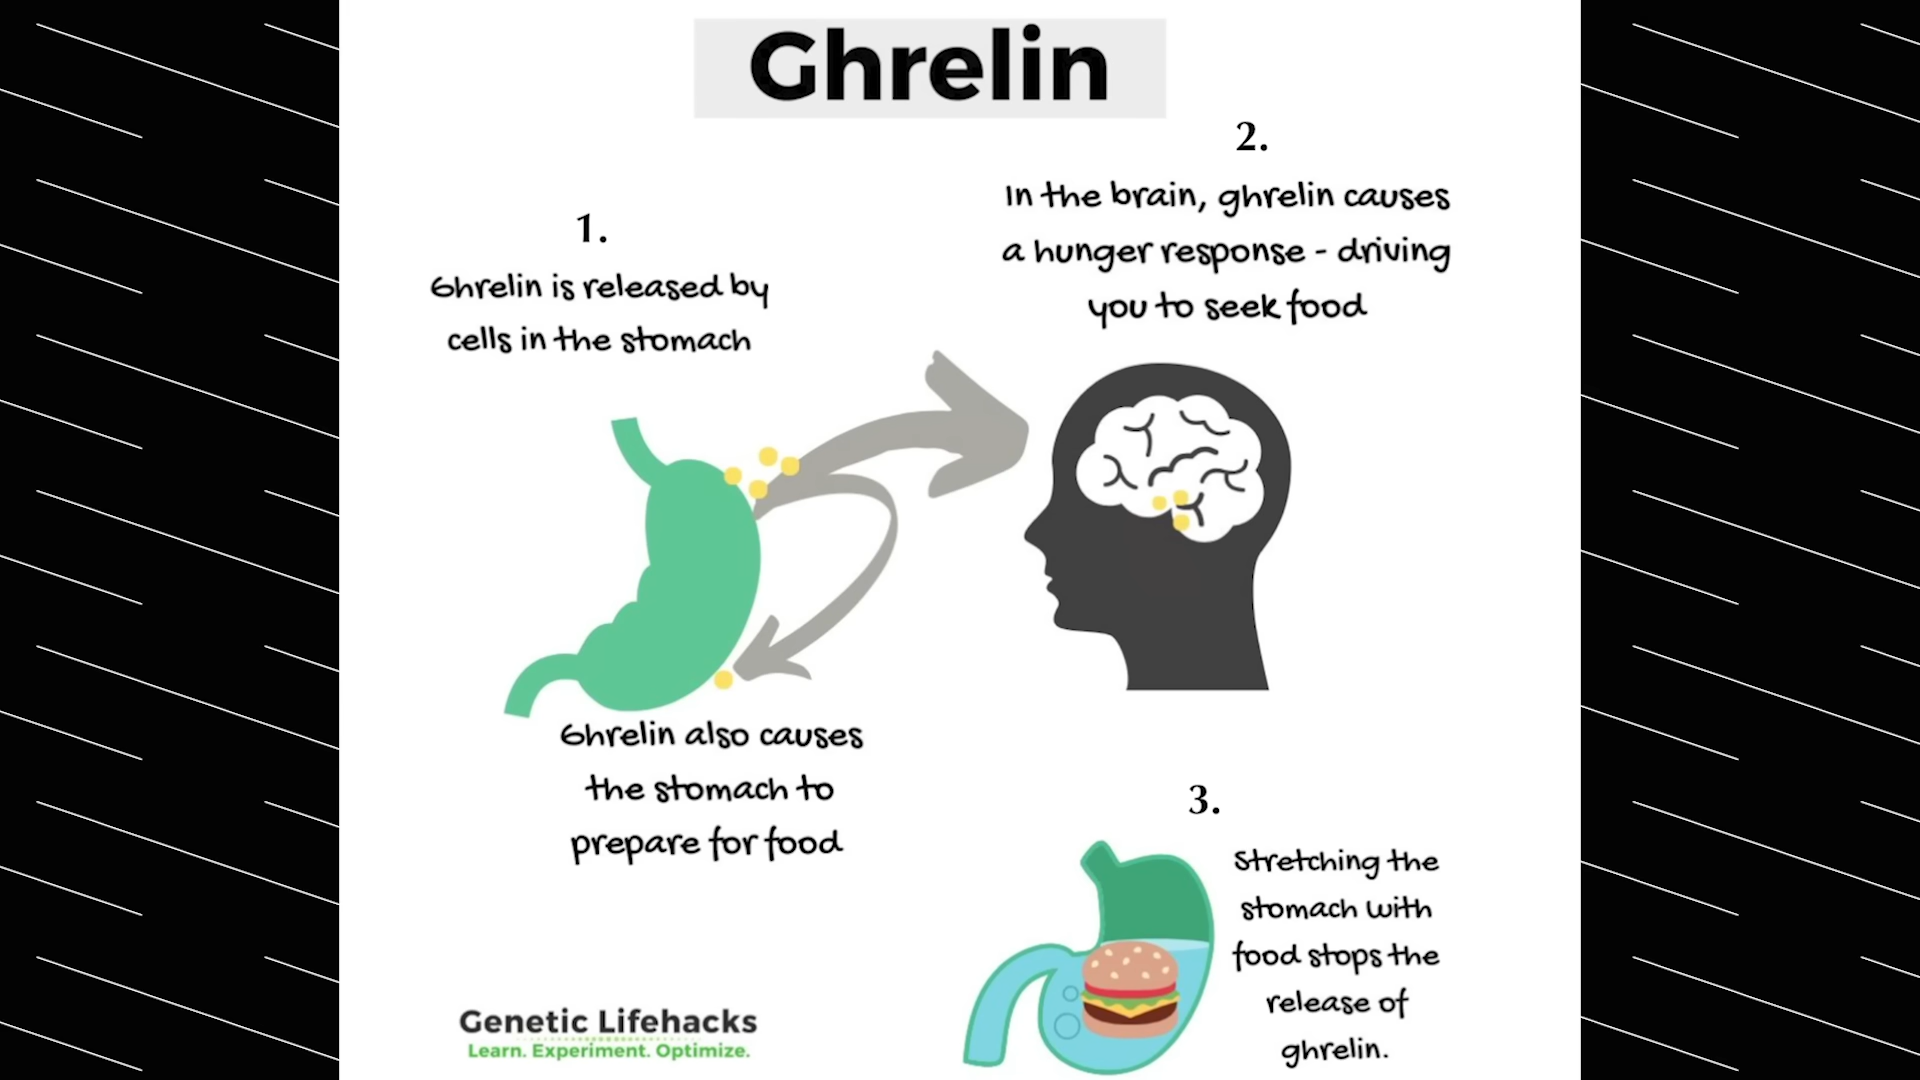 Ghrelin
1.
Ghrelin is released by
cells in the stomach
2.
In the brain, ghrelin causes
a hunger response - driving
you to seek food
Ghrelin also causes
the stomach to
prepare for food
3.
Stretching the
stomach with
food stops the
release of
ghrelin.
Genetic Lifehacks
Learn. Experiment. Optimize.